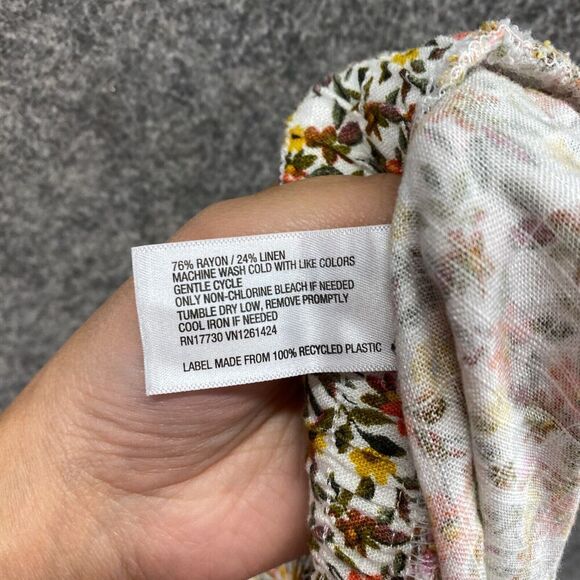 76% RAYON / 24% LINEN
MACHINE WASH COLD WITH LIKE COLORS
GENTLE CYCLE
ONLY NON-CHLORINE BLEACH IF NEEDED
TUMBLE DRY LOW, REMOVE PROMPTLY
COOL IRON IF NEEDED
RN17730 VN1261424
LABEL MADE FROM 100% RECYCLED PLASTIC